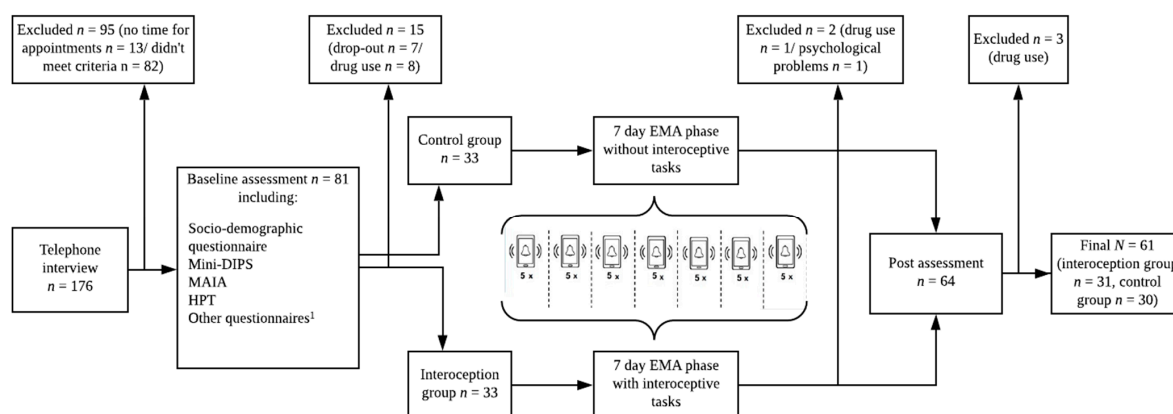 Excluded n = 95 (no time for
appointments n = 13/ didn't
meet criteria n = 82)
Excluded n = 15
(drop-out n = 7/
drug use n = 8)
Excluded n = 2 (drug use
n = 1/ psychological
problems n = 1)
Excluded n = 3
(drug use)
Control group
n = 33
7 day EMA phase
without interoceptive
tasks
Telephone
interview
n = 176
Baseline assessment n = 81
including:
Socio-demographic
questionnaire
Mini-DIPS
MAIA
HPT
Other questionnaires¹
5 x
5 x
5 x
5 x
5 x
5 x
5 x
Post assessment
n = 64
Final N = 61
(interoception group
n = 31, control
group n = 30)
Interoception
group n = 33
7 day EMA phase
with interoceptive
tasks